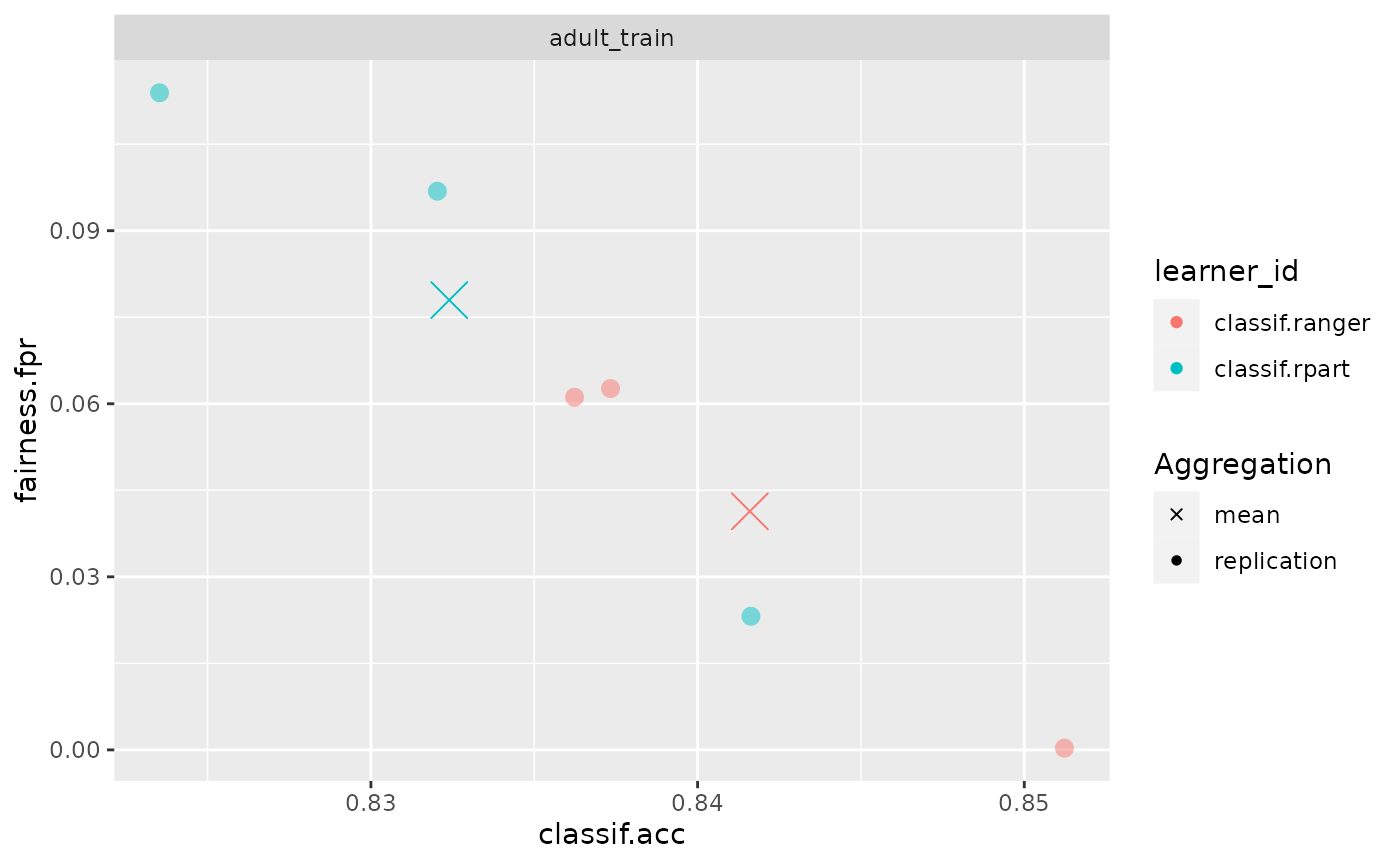 adult_train
0.09
0.06
0.03
0.00
fairness.fpr
0.83
0.84
0.85
classif.acc
learner_id
classif.ranger
classif.rpart
Aggregation
mean
replication